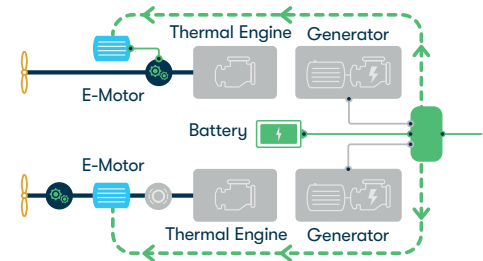 Thermal Engine
Generator
E-Motor
Battery
E-Motor
Thermal Engine
Generator